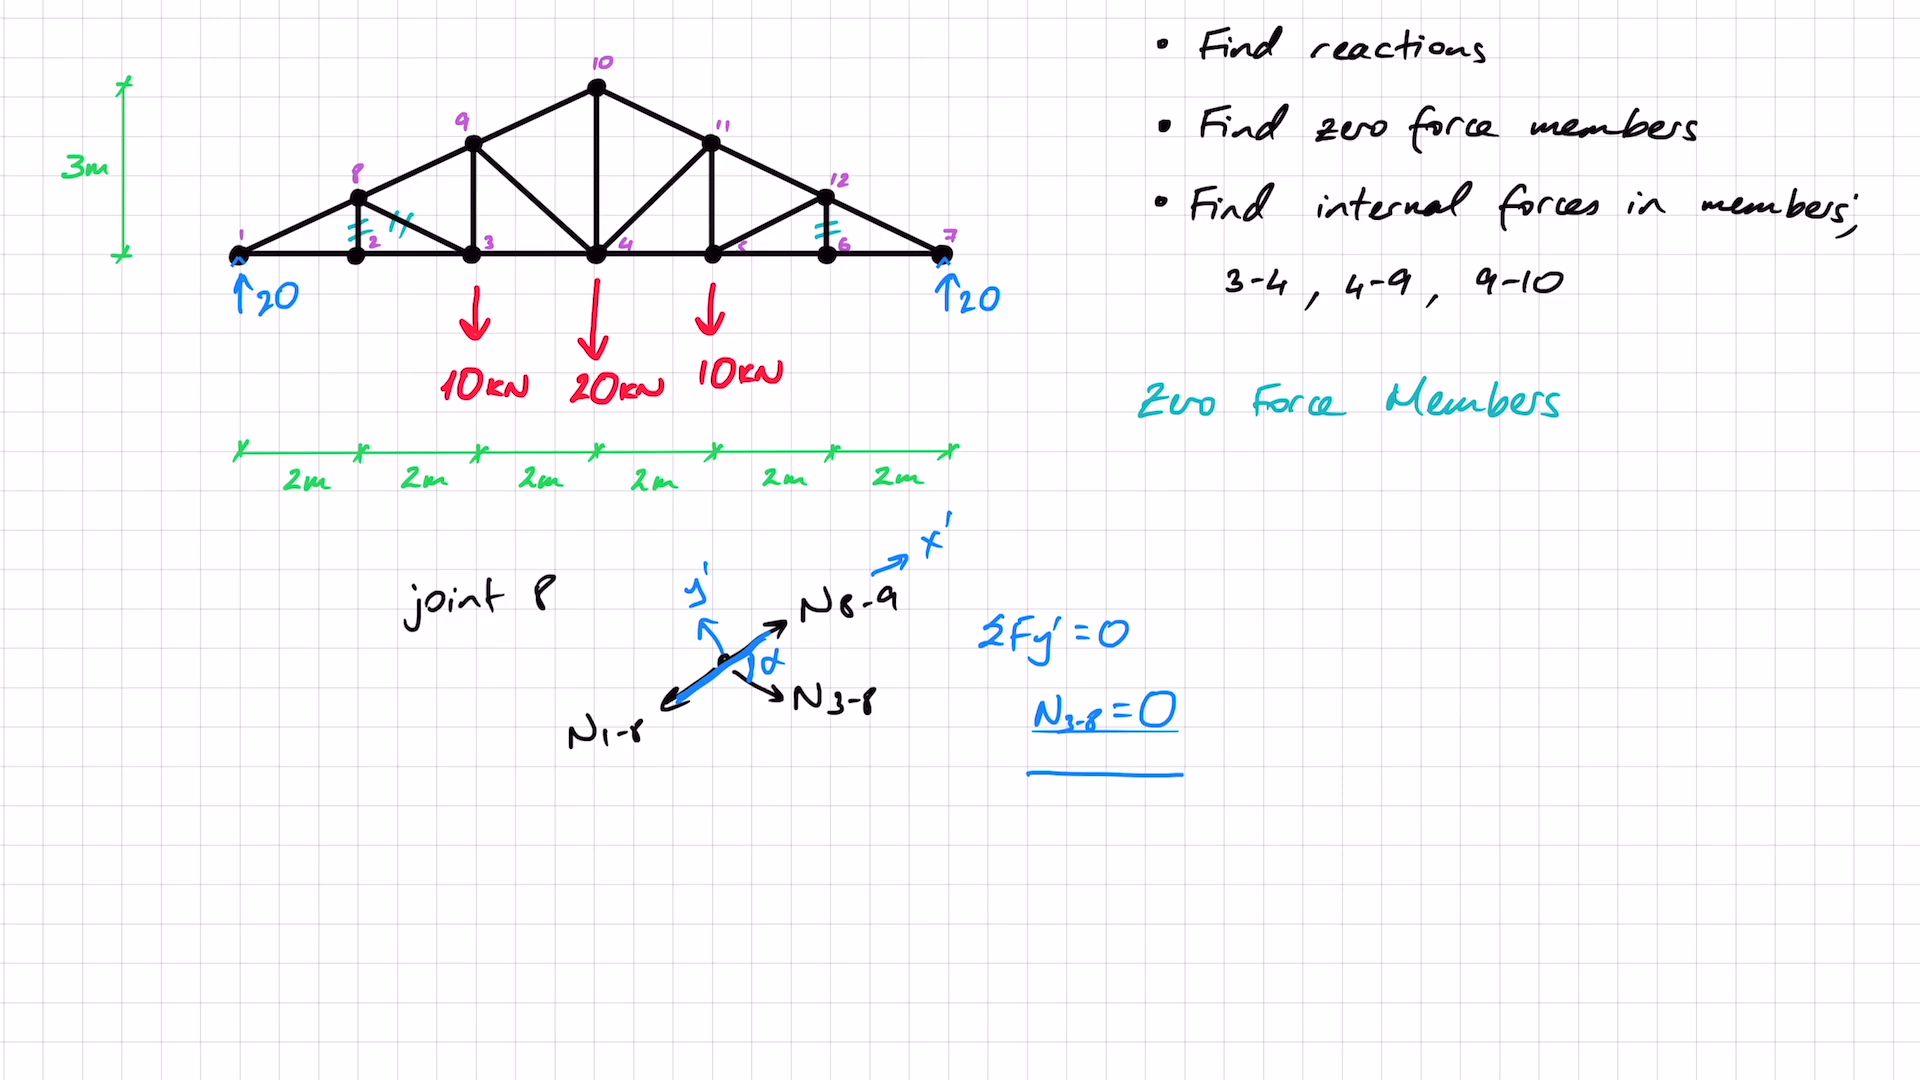 • Find reactions
• Find zero force members
• Find internal forces in members;
3-4, 4-9, 9-10
Zero Force Members
10
9
11
8
12
1
2
3
4
5
6
7
3m
20
20
10kN
20kN
10kN
2m 2m 2m 2m 2m 2m
joint 8
y'
x'
N8-9
α
N3-8
N1-8
ΣFy'=0
N3-8=0